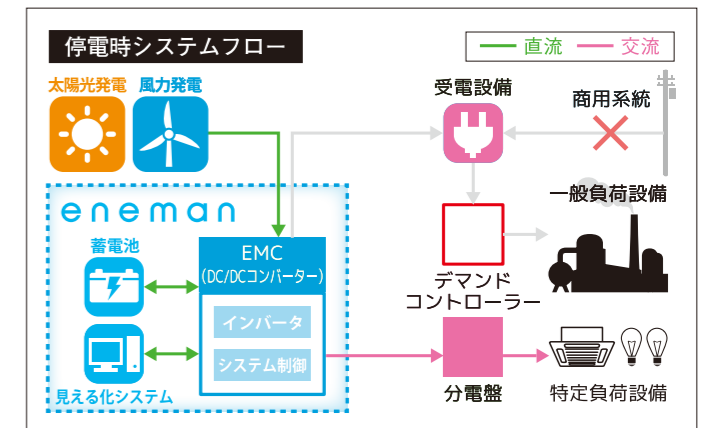 停電時システムフロー
直流
交流
太陽光発電
風力発電
受電設備
商用系統
一般負荷設備
eneman
蓄電池
EMC
(DC/DCコンバーター)
デマンド
コントローラー
インバータ
システム制御
見える化システム
分電盤
特定負荷設備